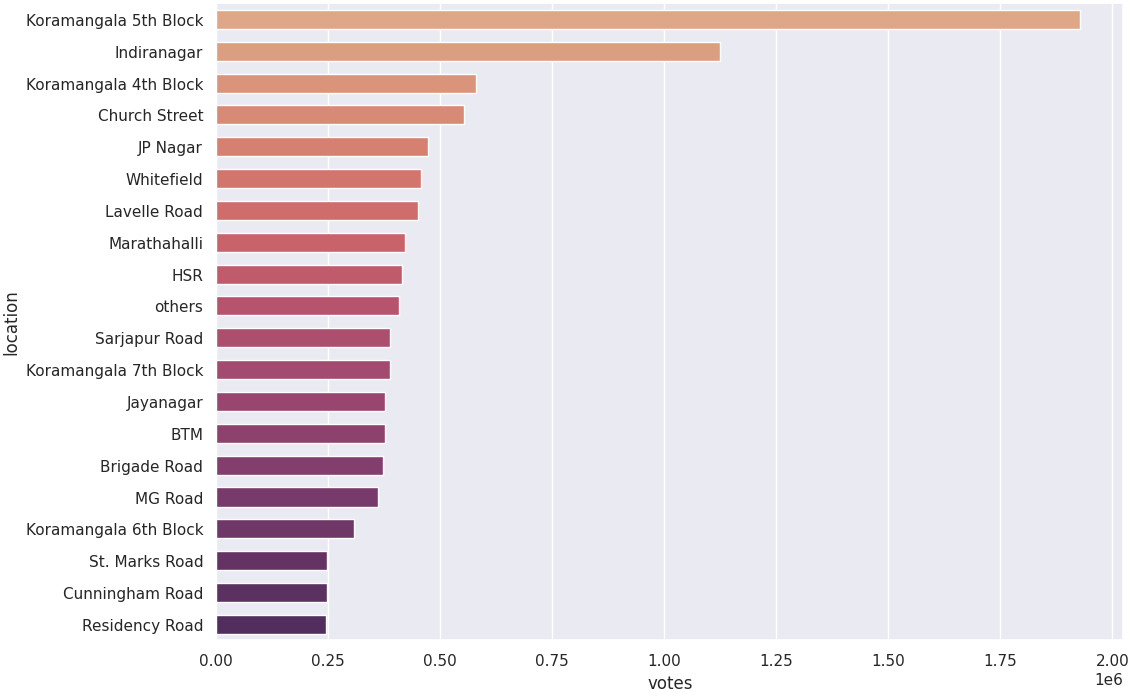 Koramangala 5th Block
Indiranagar
Koramangala 4th Block
Church Street
JP Nagar
Whitefield
Lavelle Road
Marathahalli
HSR
others
Sarjapur Road
Koramangala 7th Block
Jayanagar
BTM
Brigade Road
MG Road
Koramangala 6th Block
St. Marks Road
Cunningham Road
Residency Road
location
0.00 0.25 0.50 0.75 1.00 1.25 1.50 1.75 2.00
1e6
votes